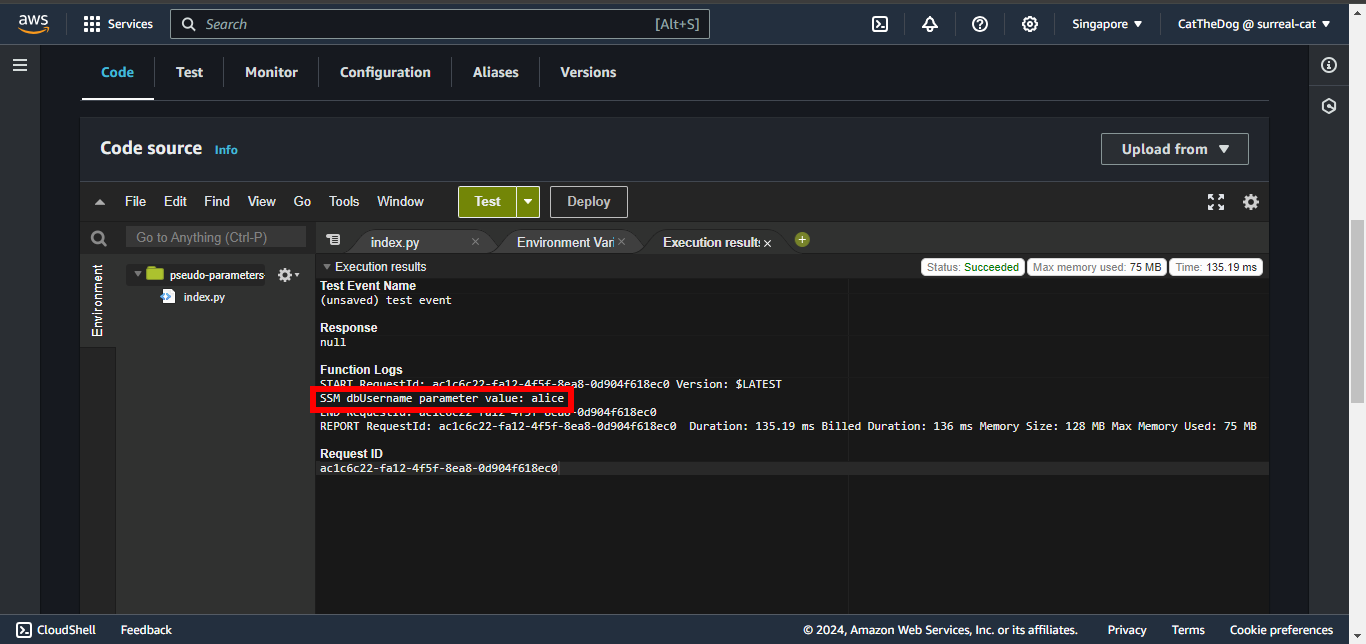 aws Services Search [Alt+S] Singapore CatTheDog @ surreal-cat
Code Test Monitor Configuration Aliases Versions
Code source Info Upload from
File Edit Find View Go Tools Window Test Deploy
Go to Anything (Ctrl-P) index.py Environment Var Execution results
Environment
pseudo-parameters-
index.py
Execution results Status: Succeeded Max memory used: 75 MB Time: 135.19 ms
Test Event Name
(unsaved) test event
Response
null
Function Logs
START RequestId: ac1c6c22-fa12-4f5f-8ea8-0d904f618ec0 Version: $LATEST
SSM dbUsername parameter value: alice
END RequestId: ac1c6c22-fa12-4f5f-8ea8-0d904f618ec0
REPORT RequestId: ac1c6c22-fa12-4f5f-8ea8-0d904f618ec0 Duration: 135.19 ms Billed Duration: 136 ms Memory Size: 128 MB Max Memory Used: 75 MB
Request ID
ac1c6c22-fa12-4f5f-8ea8-0d904f618ec0
CloudShell Feedback © 2024, Amazon Web Services, Inc. or its affiliates. Privacy Terms Cookie preferences